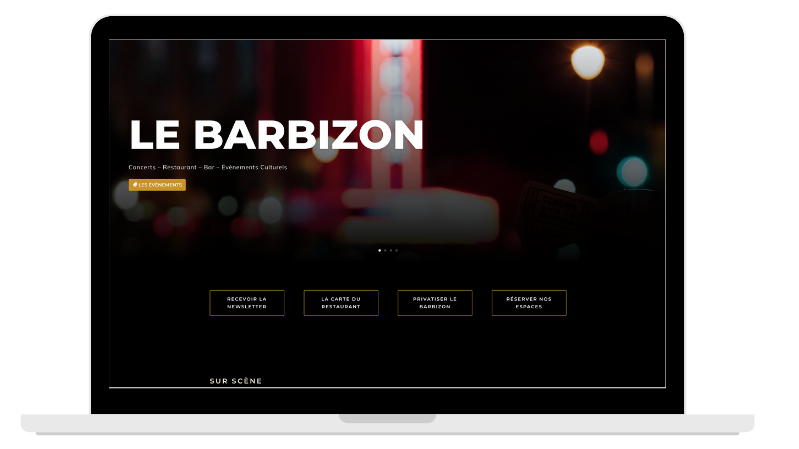 LE BARBIZON
Concerts – Restaurant – Bar – Evènements Culturels
LES ÉVÈNEMENTS
RECEVOIR LA
NEWSLETTER
LA CARTE DU
RESTAURANT
PRIVATISER LE
BARBIZON
RÉSERVER NOS
ESPACES
SUR SCÈNE